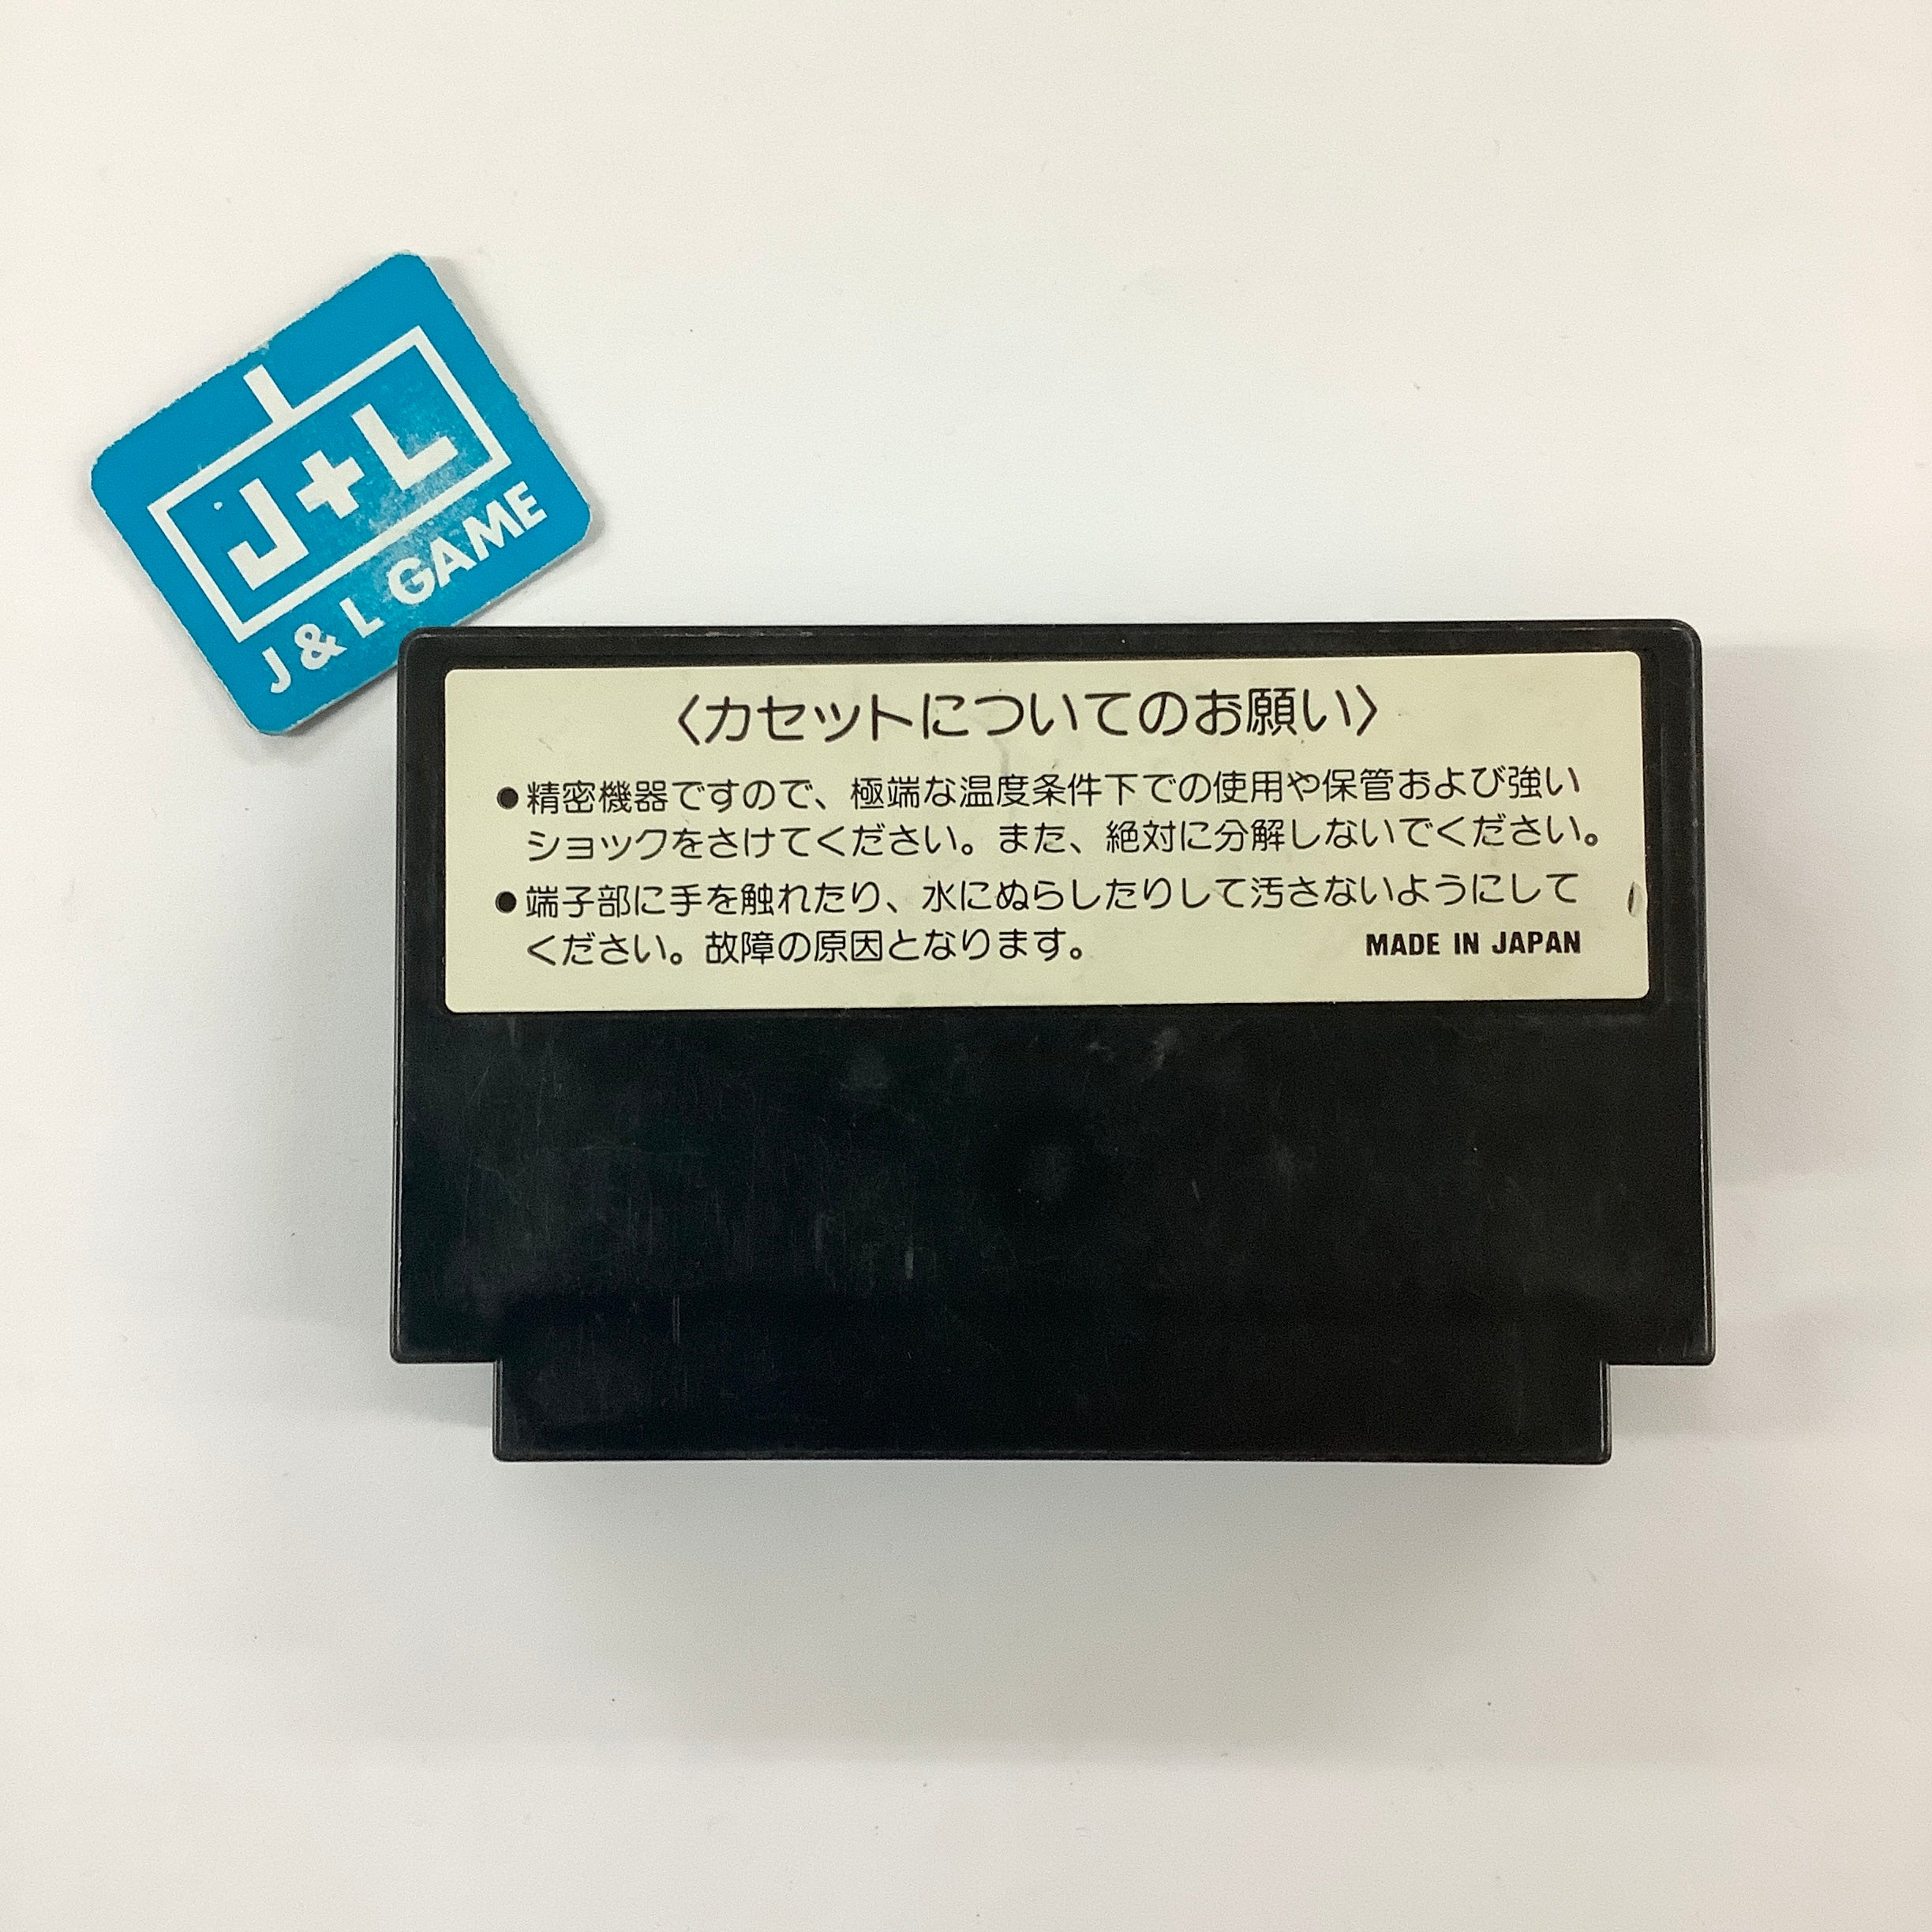 J+L
J & L GAME
〈カセットについてのお願い〉
●精密機器ですので、極端な温度条件下での使用や保管および強い
ショックをさけてください。また、絶対に分解しないでください。
●端子部に手を触れたり、水にぬらしたりして汚さないようにして
ください。故障の原因となります。
MADE IN JAPAN